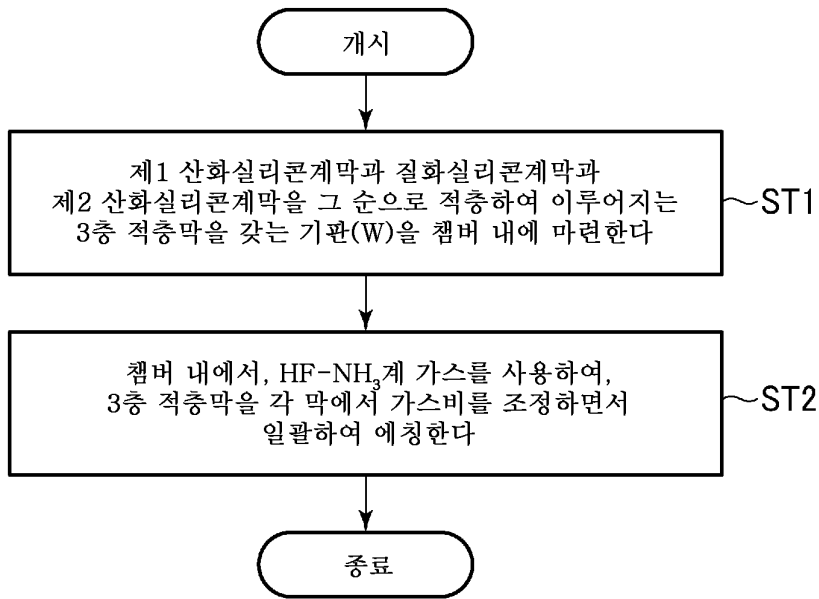 개시
제1 산화실리콘계막과 질화실리콘계막과
제2 산화실리콘계막을 그 순으로 적층하여 이루어지는
3층 적층막을 갖는 기판(W)을 챔버 내에 마련한다
ST1
챔버 내에서, HF-NH₃계 가스를 사용하여,
3층 적층막을 각 막에서 가스비를 조정하면서
일괄하여 에칭한다
ST2
종료